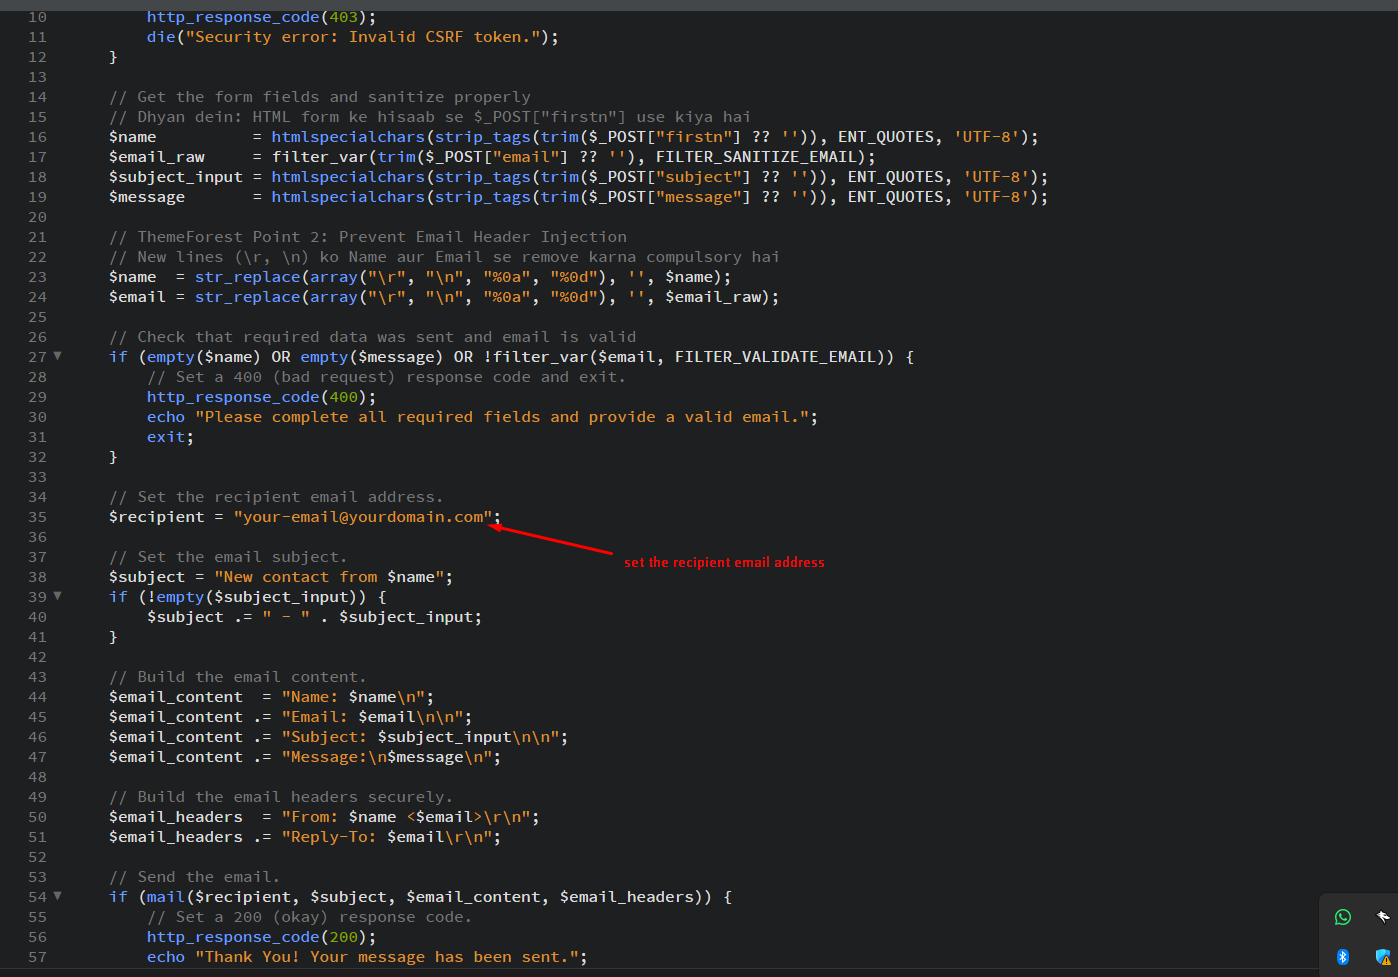 10 http_response_code(403);
11 die("Security error: Invalid CSRF token.");
12 }
13
14 // Get the form fields and sanitize properly
15 // Dhyan dein: HTML form ke hisaab se $_POST["firstn"] use kiya hai
16 $name          = htmlspecialchars(strip_tags(trim($_POST["firstn"] ?? '')), ENT_QUOTES, 'UTF-8');
17 $email_raw     = filter_var(trim($_POST["email"] ?? ''), FILTER_SANITIZE_EMAIL);
18 $subject_input = htmlspecialchars(strip_tags(trim($_POST["subject"] ?? '')), ENT_QUOTES, 'UTF-8');
19 $message       = htmlspecialchars(strip_tags(trim($_POST["message"] ?? '')), ENT_QUOTES, 'UTF-8');
20
21 // ThemeForest Point 2: Prevent Email Header Injection
22 // New lines (\r, \n) ko Name aur Email se remove karna compulsory hai
23 $name  = str_replace(array("\r", "\n", "%0a", "%0d"), '', $name);
24 $email = str_replace(array("\r", "\n", "%0a", "%0d"), '', $email_raw);
25
26 // Check that required data was sent and email is valid
27 if (empty($name) OR empty($message) OR !filter_var($email, FILTER_VALIDATE_EMAIL)) {
28 // Set a 400 (bad request) response code and exit.
29 http_response_code(400);
30 echo "Please complete all required fields and provide a valid email.";
31 exit;
32 }
33
34 // Set the recipient email address.
35 $recipient = "your-email@yourdomain.com";
36
set the recipient email address
37 // Set the email subject.
38 $subject = "New contact from $name";
39 if (!empty($subject_input)) {
40 $subject .= " - " . $subject_input;
41 }
42
43 // Build the email content.
44 $email_content  = "Name: $name\n";
45 $email_content .= "Email: $email\n\n";
46 $email_content .= "Subject: $subject_input\n\n";
47 $email_content .= "Message:\n$message\n";
48
49 // Build the email headers securely.
50 $email_headers  = "From: $name <$email>\r\n";
51 $email_headers .= "Reply-To: $email\r\n";
52
53 // Send the email.
54 if (mail($recipient, $subject, $email_content, $email_headers)) {
55 // Set a 200 (okay) response code.
56 http_response_code(200);
57 echo "Thank You! Your message has been sent.";